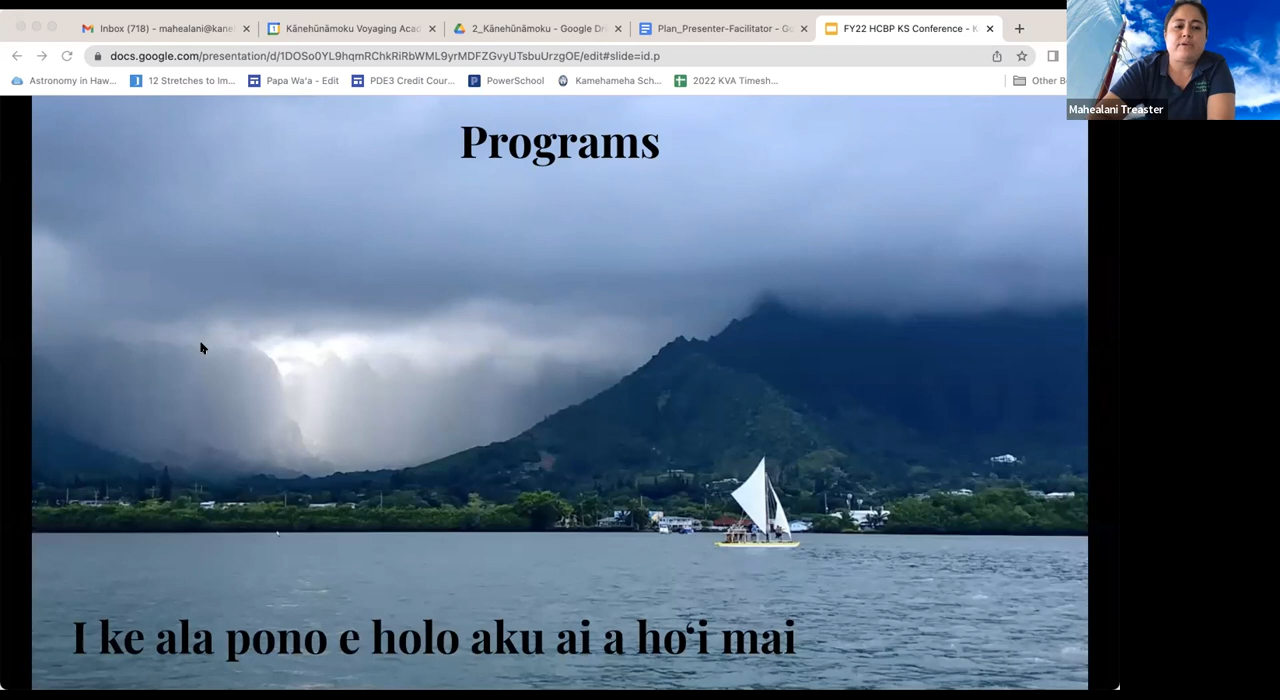 Inbox (718) - mahealani@kane
Kānehūnāmoku Voyaging Acad
2_Kānehūnāmoku - Google Dri
Plan_Presenter-Facilitator - Go
FY22 HCBP KS Conference - K
docs.google.com/presentation/d/1DOSo0YL9hqmRChkRiRbWML9yrMDFZGvyUTsbuUrzgOE/edit#slide=id.p
Astronomy in Haw...
12 Stretches to Im...
Papa Wa'a - Edit
PDE3 Credit Cour...
PowerSchool
Kamehameha Sch...
2022 KVA Timesh...
Other B
Mahealani Treaster
Programs
I ke ala pono e holo aku ai a hoʻi mai